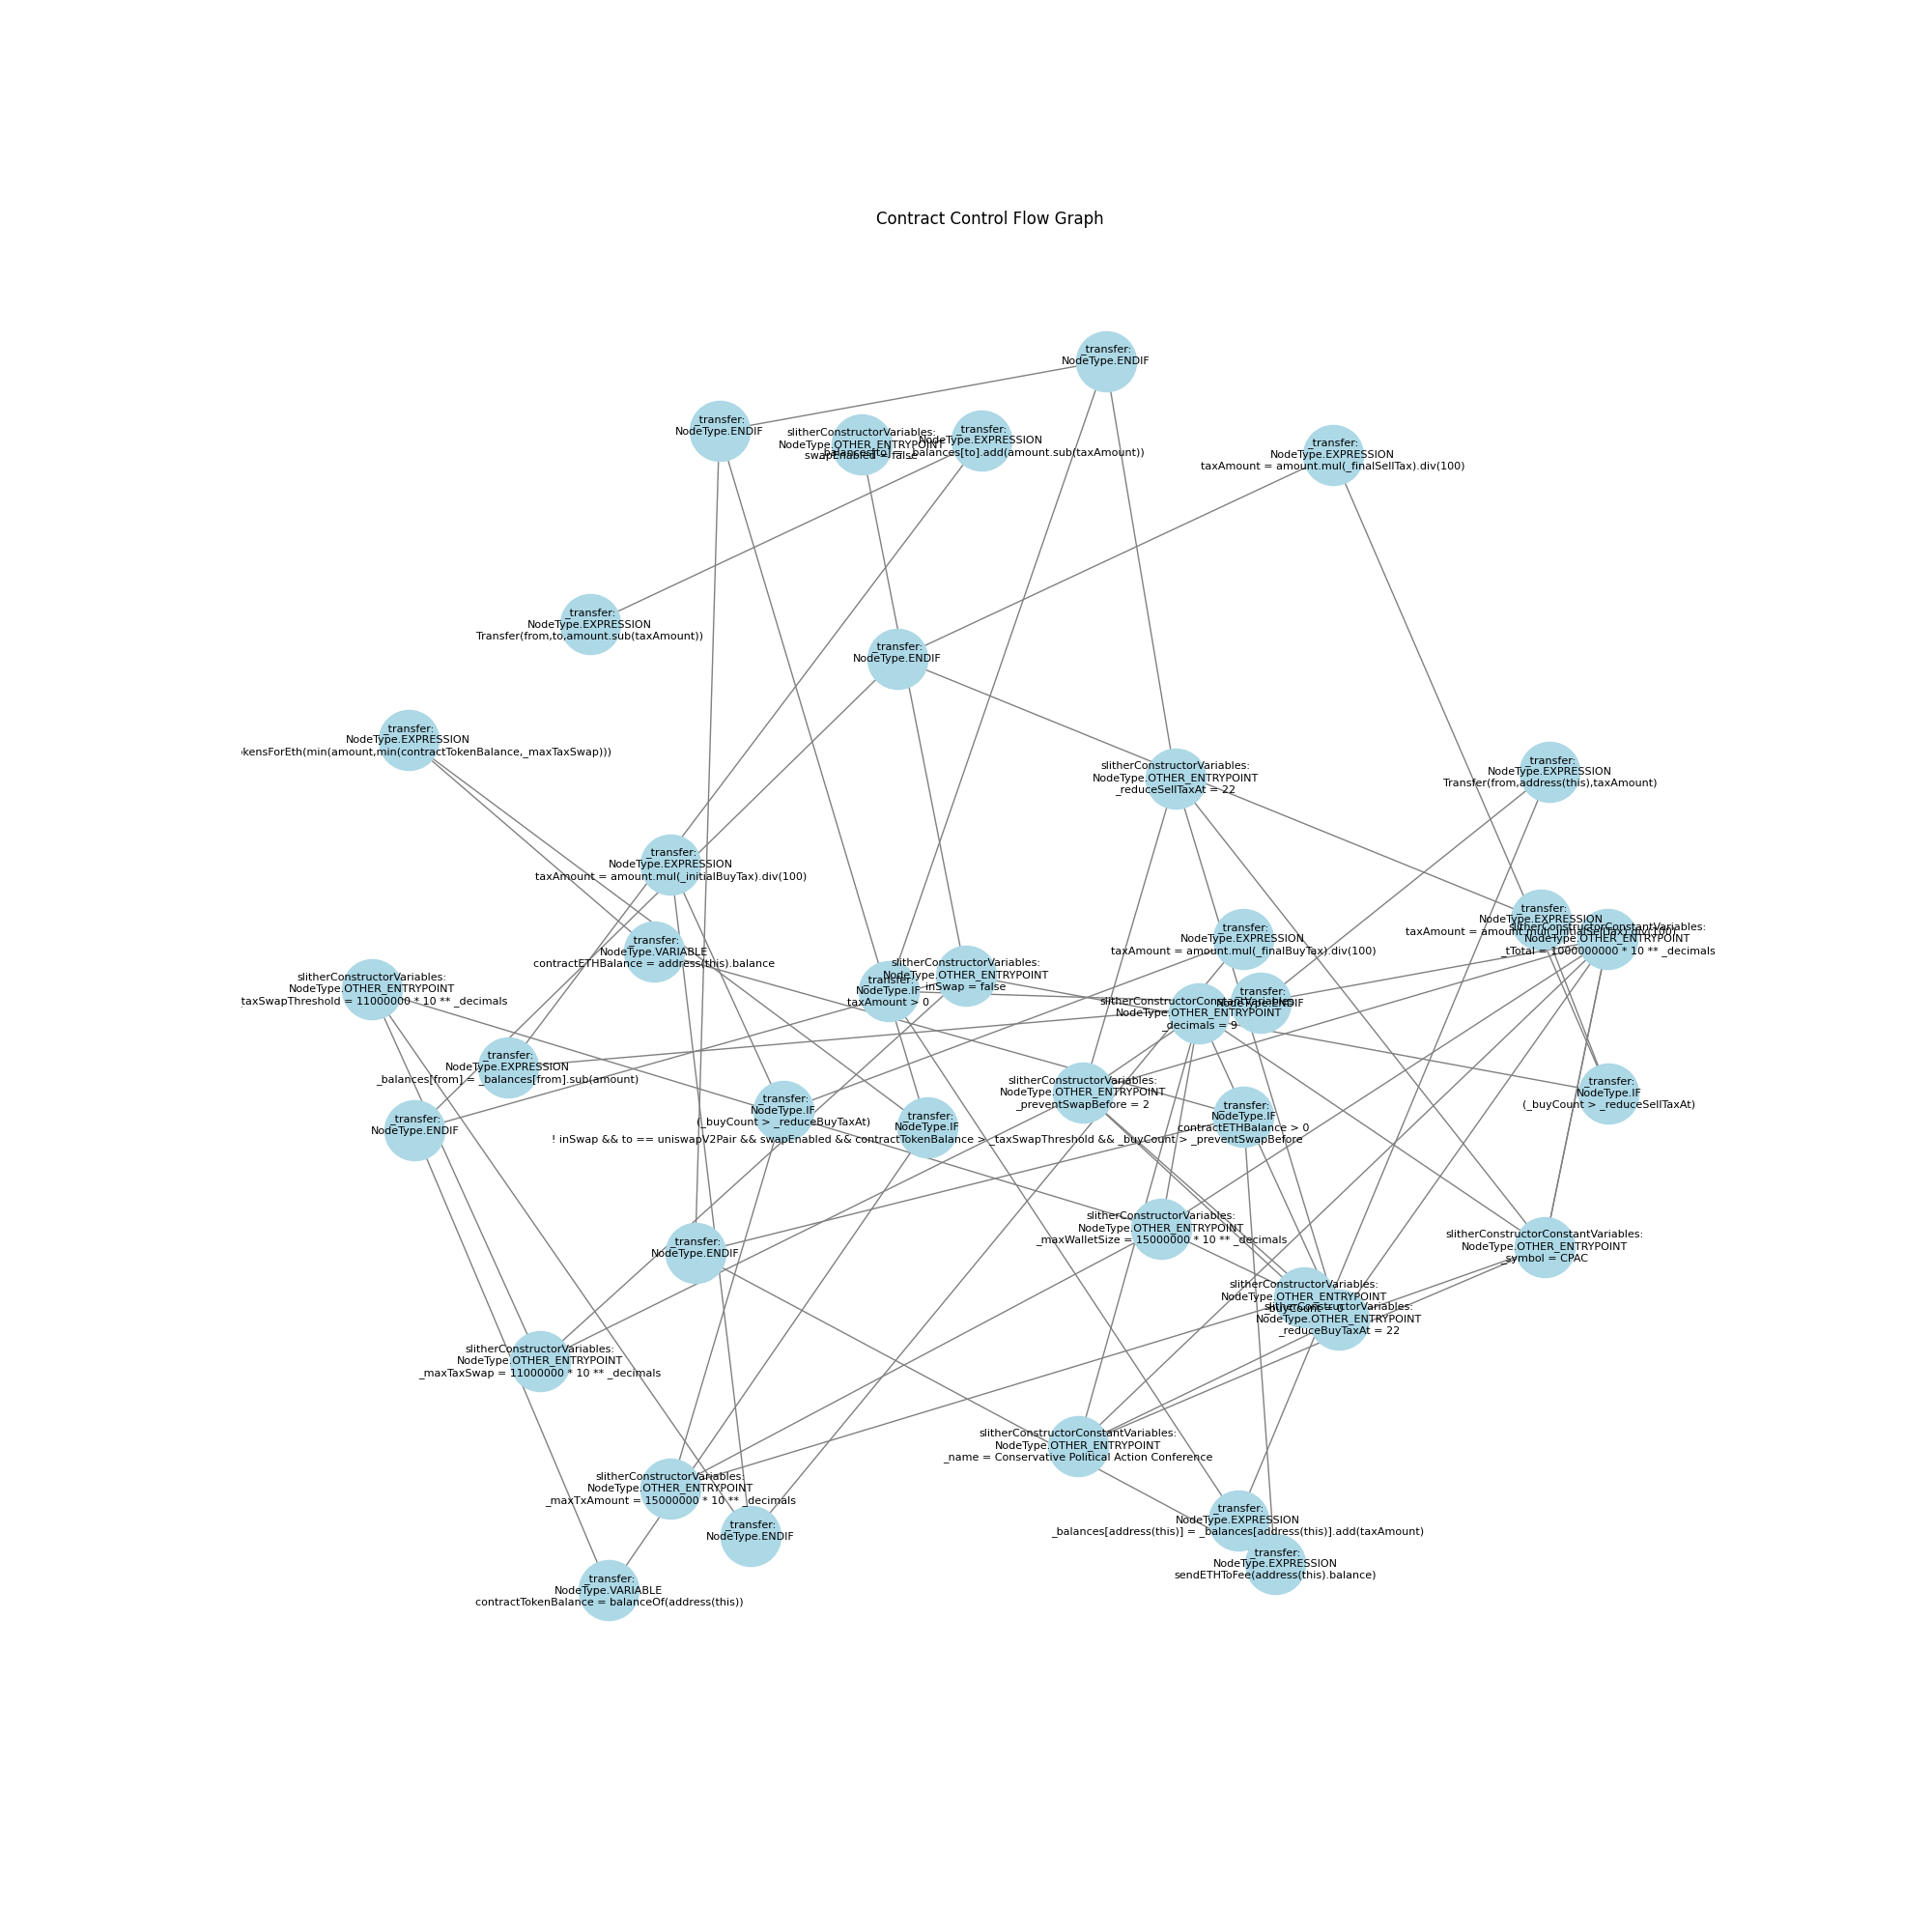 Contract Control Flow Graph
_transfer:
NodeType.ENDIF
_transfer:
NodeType.ENDIF
slitherConstructorVariables:
NodeType.OTHER_ENTRYPOINT
swapEnabled = false
_transfer:
NodeType.EXPRESSION
_balances[to] = _balances[to].add(amount.sub(taxAmount))
_transfer:
NodeType.EXPRESSION
taxAmount = amount.mul(_finalSellTax).div(100)
_transfer:
NodeType.EXPRESSION
Transfer(from,to,amount.sub(taxAmount))
_transfer:
NodeType.ENDIF
_transfer:
NodeType.EXPRESSION
kensForEth(min(amount,min(contractTokenBalance,_maxTaxSwap)))
slitherConstructorVariables:
NodeType.OTHER_ENTRYPOINT
_reduceSellTaxAt = 22
_transfer:
NodeType.EXPRESSION
Transfer(from,address(this),taxAmount)
_transfer:
NodeType.EXPRESSION
taxAmount = amount.mul(_initialBuyTax).div(100)
_transfer:
NodeType.EXPRESSION
taxAmount = amount.mul(_initialSellTax).div(100)
slitherConstructorConstantVariables:
NodeType.OTHER_ENTRYPOINT
_tTotal = 1000000000 * 10 ** _decimals
_transfer:
NodeType.EXPRESSION
taxAmount = amount.mul(_finalBuyTax).div(100)
_transfer:
NodeType.VARIABLE
contractETHBalance = address(this).balance
slitherConstructorVariables:
NodeType.OTHER_ENTRYPOINT
inSwap = false
slitherConstructorVariables:
NodeType.OTHER_ENTRYPOINT
taxSwapThreshold = 11000000 * 10 ** _decimals
_transfer:
NodeType.IF
taxAmount > 0
_transfer:
NodeType.ENDIF
slitherConstructorConstantVariables:
NodeType.OTHER_ENTRYPOINT
_decimals = 9
_transfer:
NodeType.EXPRESSION
_balances[from] = _balances[from].sub(amount)
slitherConstructorVariables:
NodeType.OTHER_ENTRYPOINT
_preventSwapBefore = 2
_transfer:
NodeType.IF
(_buyCount > _reduceSellTaxAt)
_transfer:
NodeType.IF
(_buyCount > _reduceBuyTaxAt)
_transfer:
NodeType.IF
contractETHBalance > 0
_transfer:
NodeType.ENDIF
_transfer:
NodeType.IF
! inSwap && to == uniswapV2Pair && swapEnabled && contractTokenBalance > _taxSwapThreshold && _buyCount > _preventSwapBefore
slitherConstructorVariables:
NodeType.OTHER_ENTRYPOINT
_maxWalletSize = 15000000 * 10 ** _decimals
_transfer:
NodeType.ENDIF
slitherConstructorConstantVariables:
NodeType.OTHER_ENTRYPOINT
_symbol = CPAC
slitherConstructorVariables:
NodeType.OTHER_ENTRYPOINT
_buyCount = 0
slitherConstructorVariables:
NodeType.OTHER_ENTRYPOINT
_reduceBuyTaxAt = 22
slitherConstructorVariables:
NodeType.OTHER_ENTRYPOINT
_maxTaxSwap = 11000000 * 10 ** _decimals
slitherConstructorConstantVariables:
NodeType.OTHER_ENTRYPOINT
_name = Conservative Political Action Conference
slitherConstructorVariables:
NodeType.OTHER_ENTRYPOINT
_maxTxAmount = 15000000 * 10 ** _decimals
_transfer:
NodeType.ENDIF
_transfer:
NodeType.EXPRESSION
_balances[address(this)] = _balances[address(this)].add(taxAmount)
_transfer:
NodeType.EXPRESSION
sendETHToFee(address(this).balance)
_transfer:
NodeType.VARIABLE
contractTokenBalance = balanceOf(address(this))